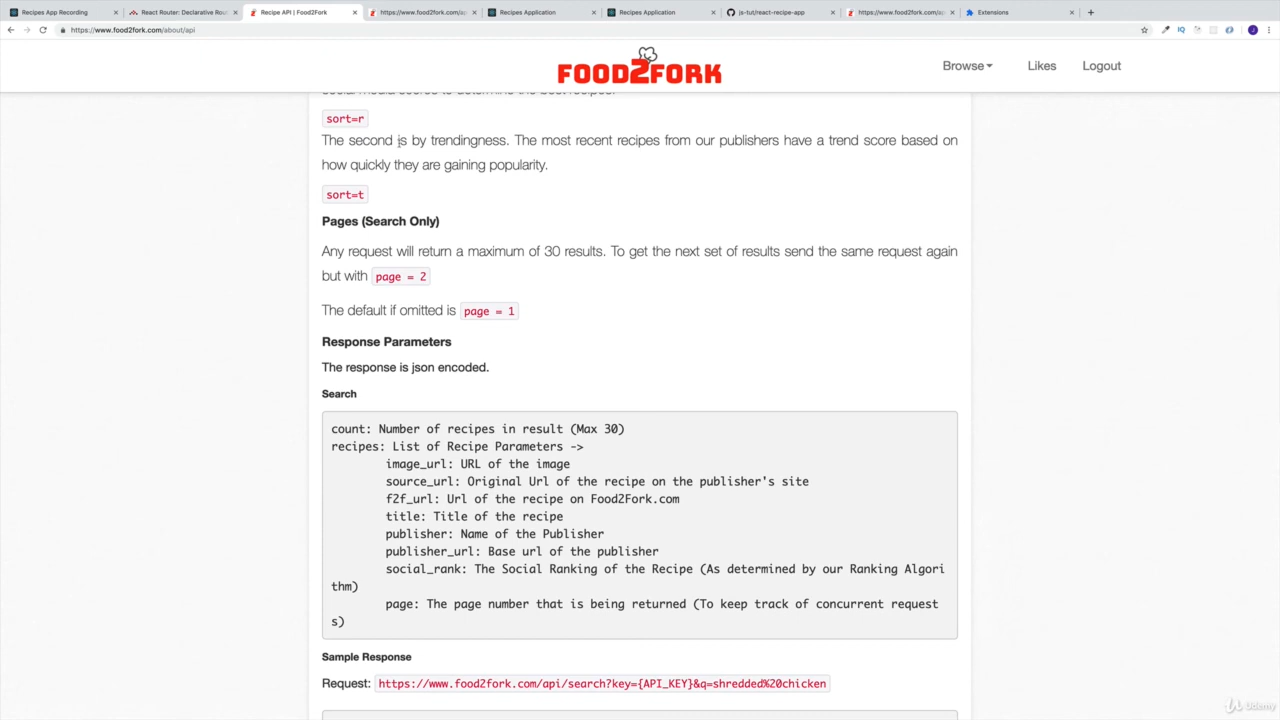 Recipes App Recording
React Router: Declarative Rou
Recipe API | Food2Fork
https://www.food2fork.com/ap
Recipes Application
Recipes Application
js-tut/react-recipe-app
https://www.food2fork.com/ap
Extensions
https://www.food2fork.com/about/api
FOOD2FORK
Browse
Likes
Logout
sort=r
The second is by trendingness. The most recent recipes from our publishers have a trend score based on
how quickly they are gaining popularity.
sort=t
Pages (Search Only)
Any request will return a maximum of 30 results. To get the next set of results send the same request again
but with page = 2
The default if omitted is page = 1
Response Parameters
The response is json encoded.
Search
count: Number of recipes in result (Max 30)
recipes: List of Recipe Parameters ->
image_url: URL of the image
source_url: Original Url of the recipe on the publisher's site
f2f_url: Url of the recipe on Food2Fork.com
title: Title of the recipe
publisher: Name of the Publisher
publisher_url: Base url of the publisher
social_rank: The Social Ranking of the Recipe (As determined by our Ranking Algori
thm)
page: The page number that is being returned (To keep track of concurrent request
s)
Sample Response
Request: https://www.food2fork.com/api/search?key={API_KEY}&q=shredded%20chicken
Udemy